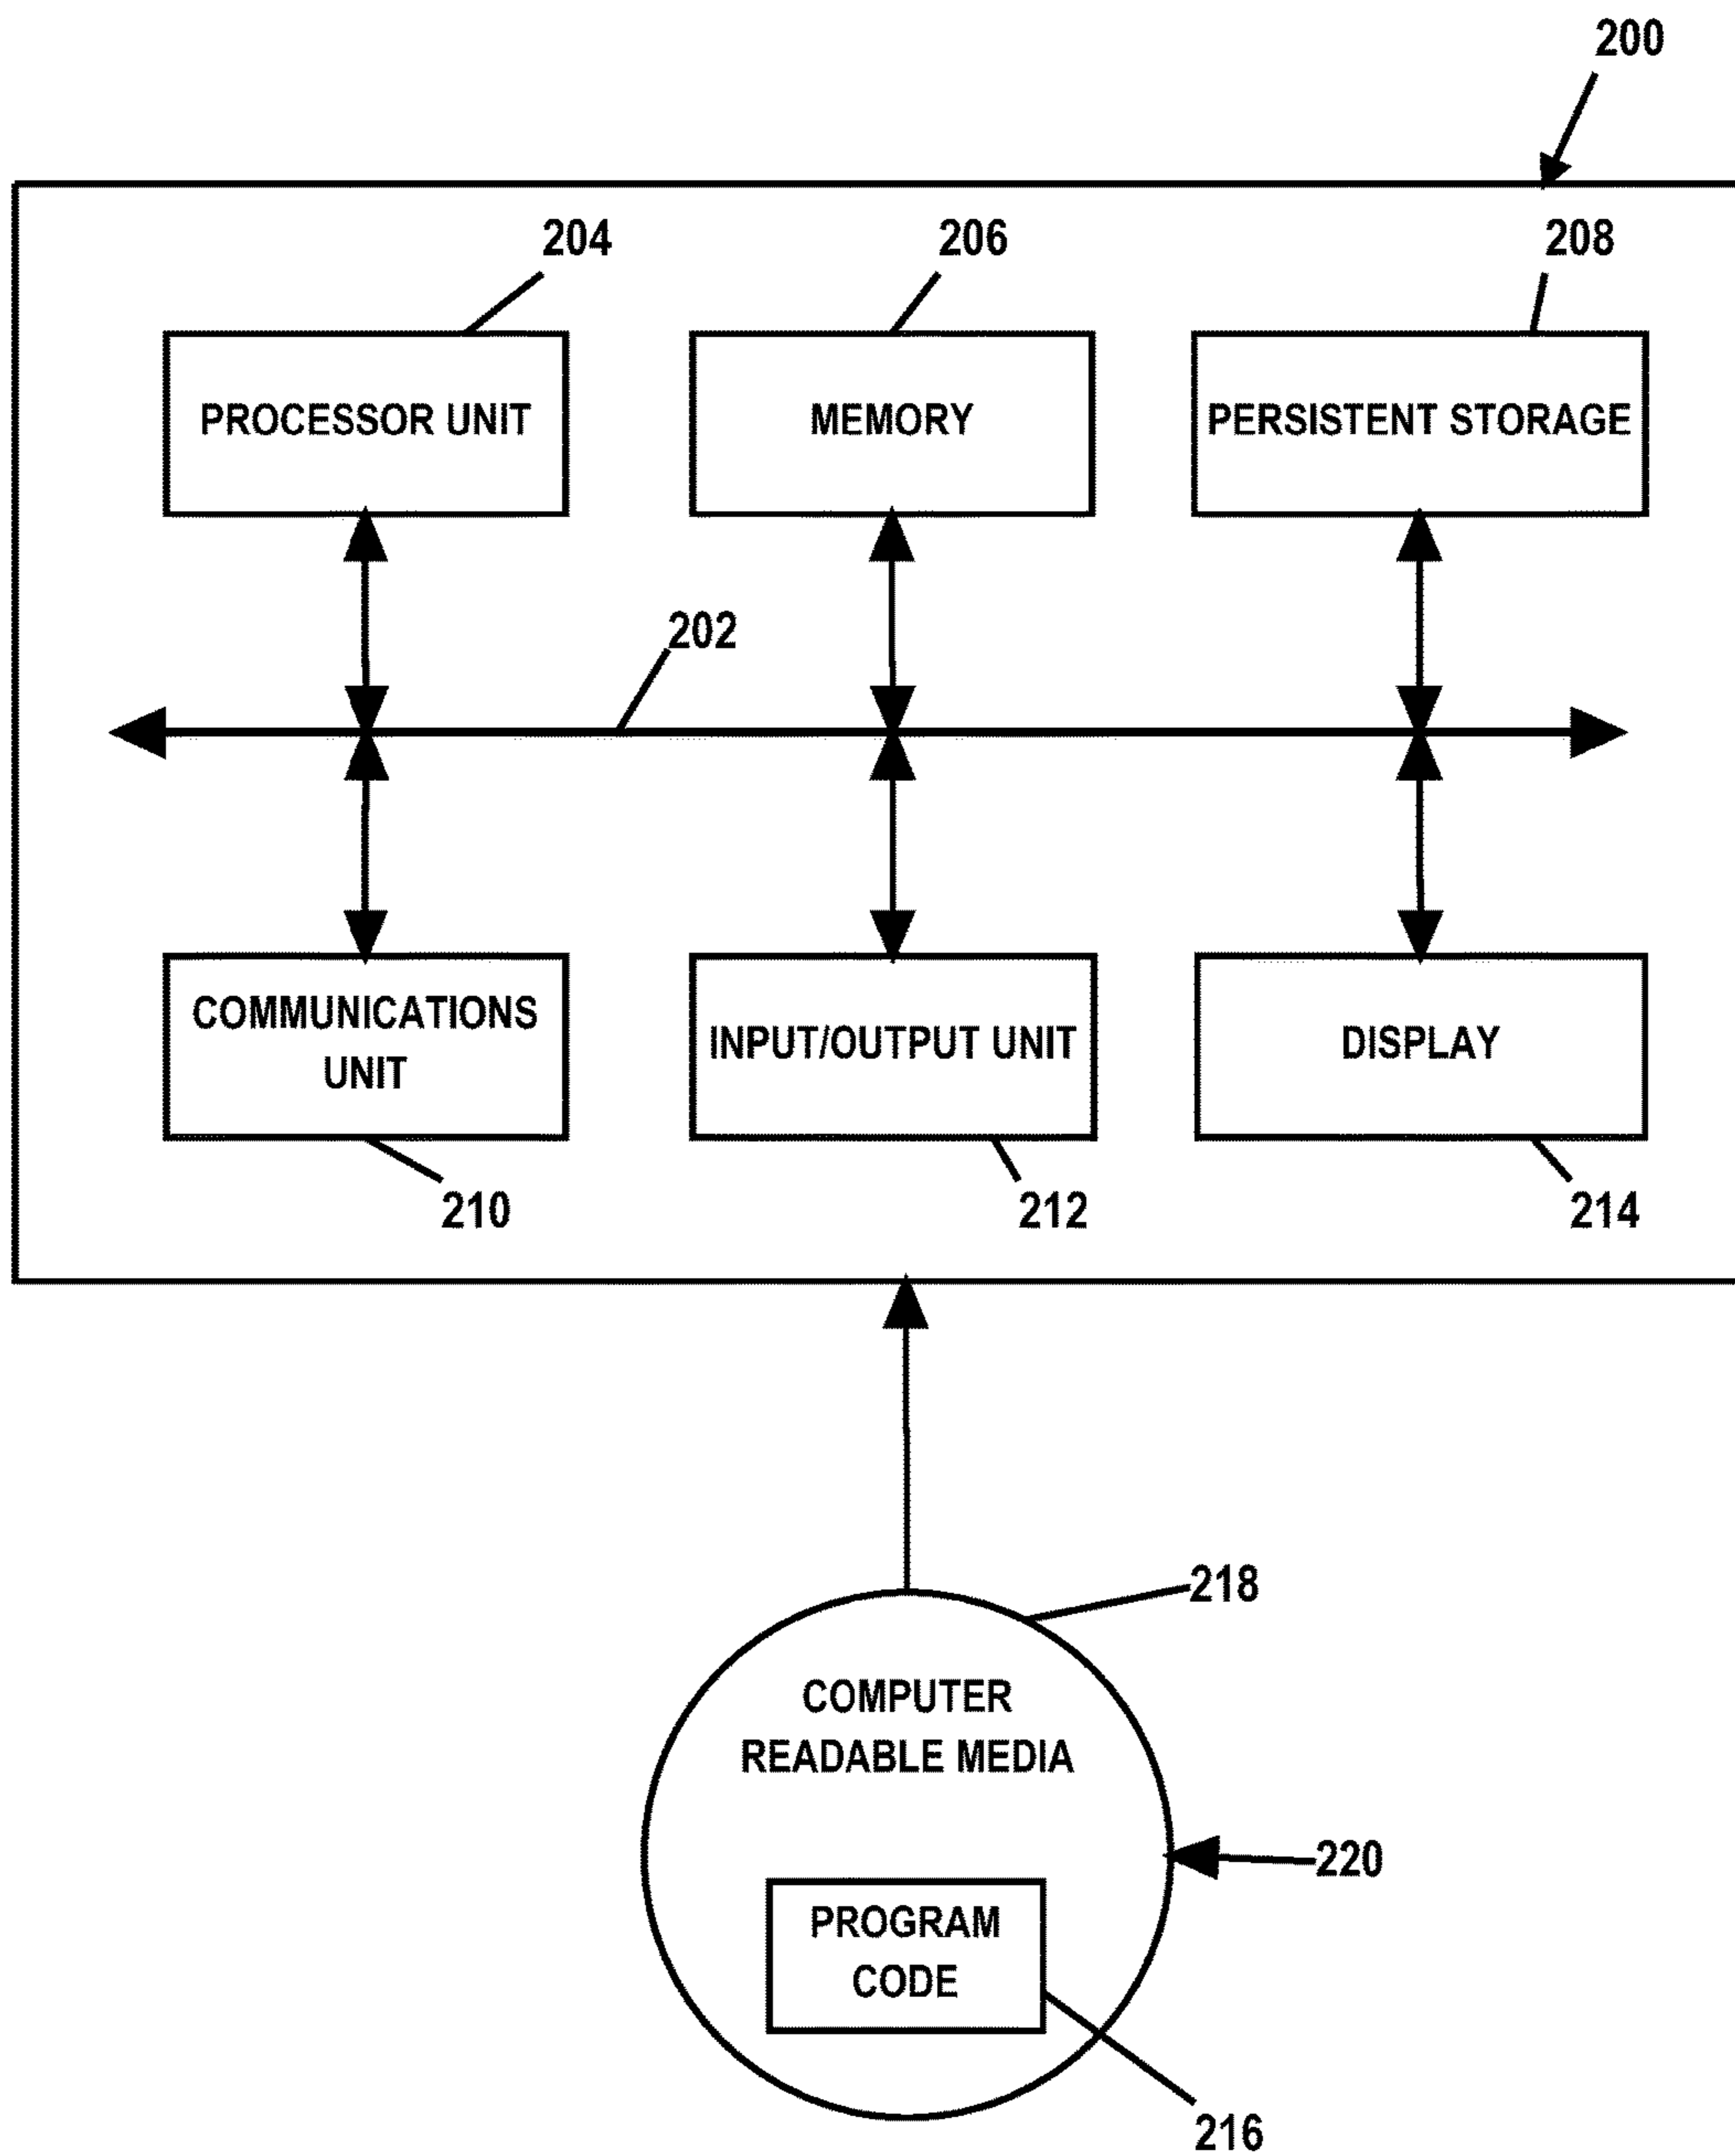 200
204
206
208
PROCESSOR UNIT
MEMORY
PERSISTENT STORAGE
202
COMMUNICATIONS
UNIT
INPUT/OUTPUT UNIT
DISPLAY
210
212
214
218
COMPUTER
READABLE MEDIA
220
PROGRAM
CODE
216